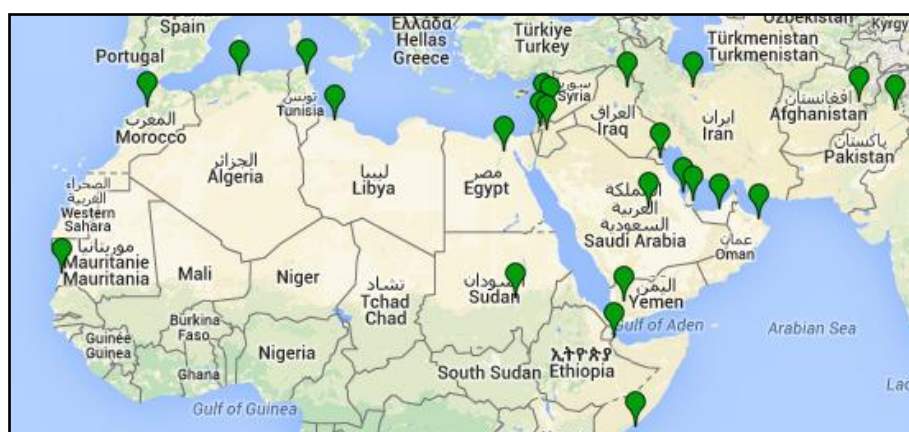 Spain
Portugal
Ελλάδα
Hellas
Greece
Türkiye
Turkey
Türkmenistan
Turkmenistan
Kyrgy
تونس
Tunisia
سوريا
Syria
العراق
Iraq
ایران
Iran
افغانستان
Afghanistan
پاکستان
Pakistan
المغرب
Morocco
الجزائر
Algeria
ليبيا
Libya
مصر
Egypt
العربية
السعودية
Saudi Arabia
عمان
Oman
الصحراء
الغربية
Western
Sahara
موريتانيا
Mauritanie
Mauritania
Mali
Niger
تشاد
Tchad
Chad
Sudan
اليمن
Yemen
Gulf of Aden
Arabian Sea
Burkina
Faso
Guinée
Guinea
Ghana
Nigeria
South Sudan
ኢትዮጵያ
Ethiopia
Gulf of Guinea
Lac